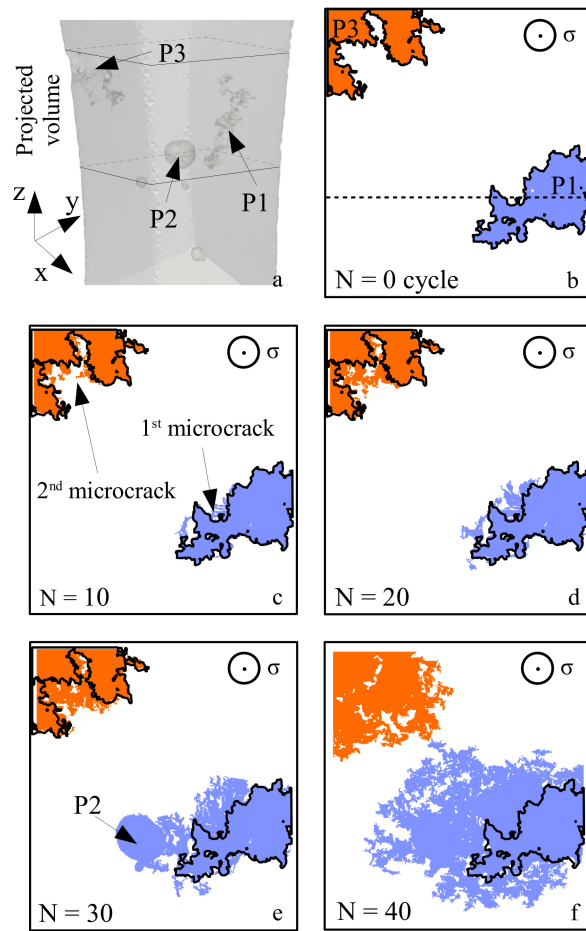 Projected
volume
P3
P2
P1
z
y
x
a
P3
σ
P1
N = 0 cycle
b
σ
1st microcrack
2nd microcrack
N = 10
c
σ
N = 20
d
σ
P2
N = 30
e
σ
N = 40
f